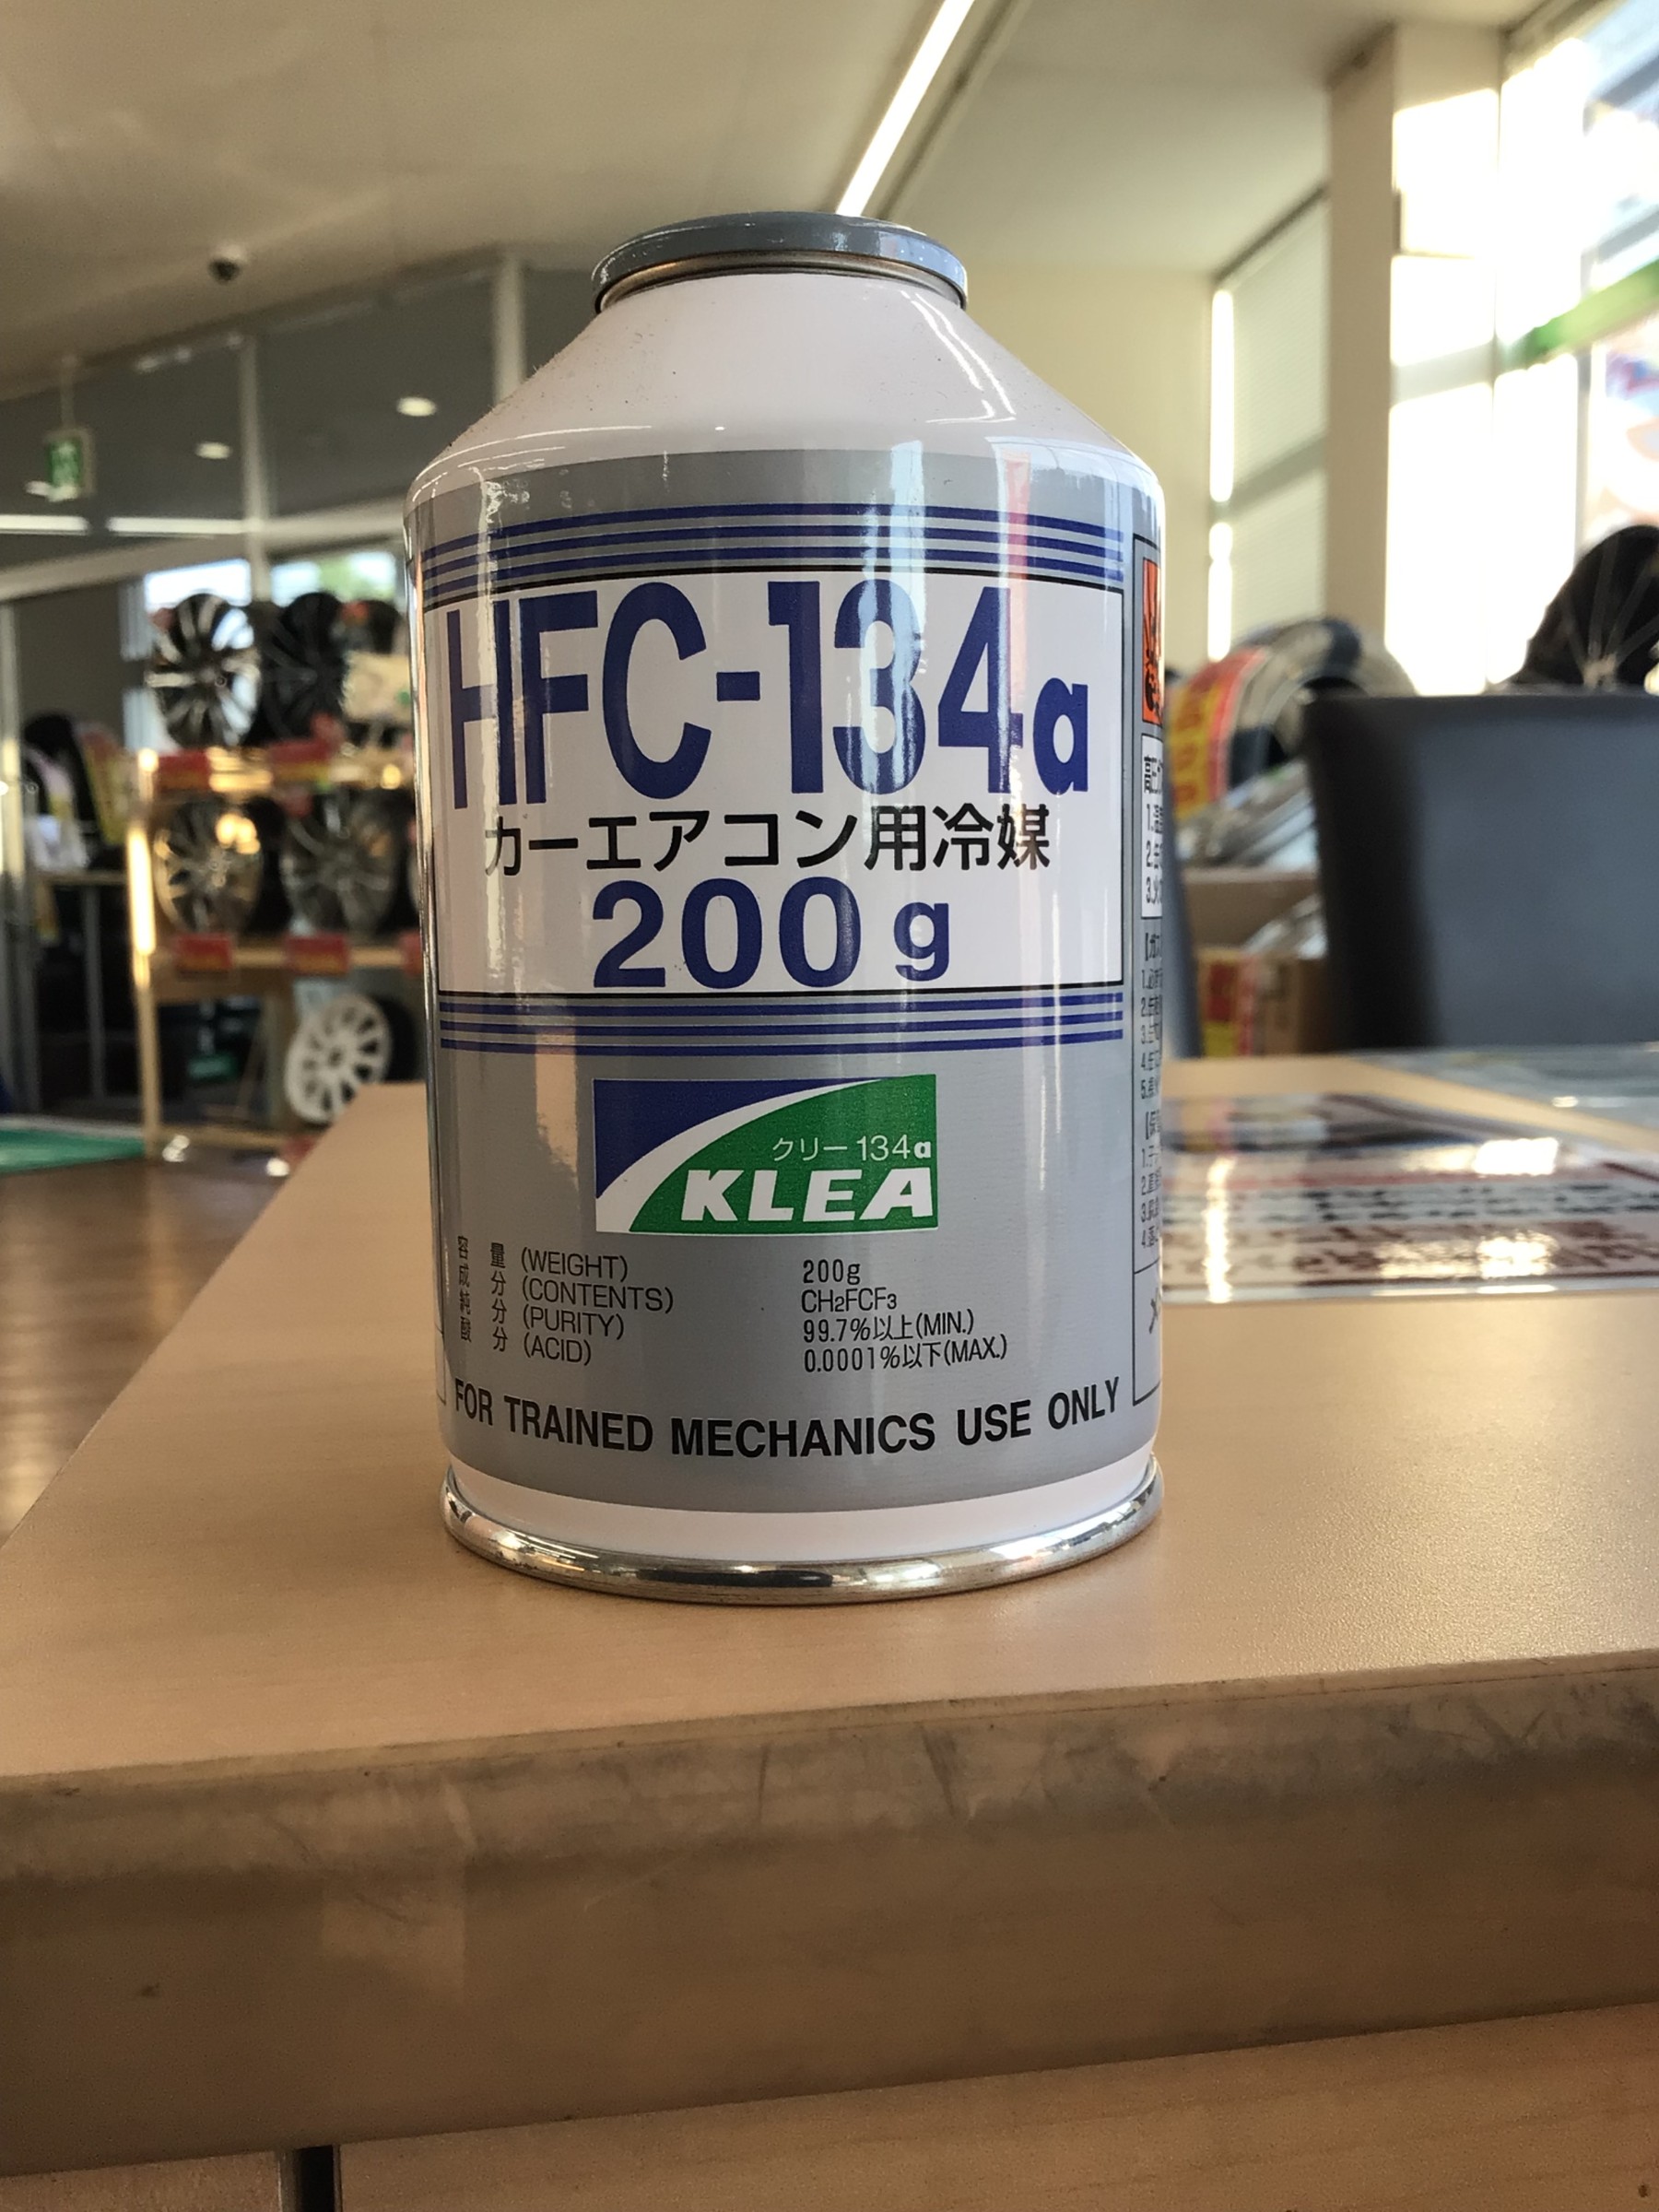 HFC-134a
カーエアコン用冷媒
200g
クリー134a
KLEA
容量 (WEIGHT) 200g
成分 (CONTENTS) CH2FCF3
純分 (PURITY) 99.7%以上(MIN.)
酸分 (ACID) 0.0001%以下(MAX.)
FOR TRAINED MECHANICS USE ONLY